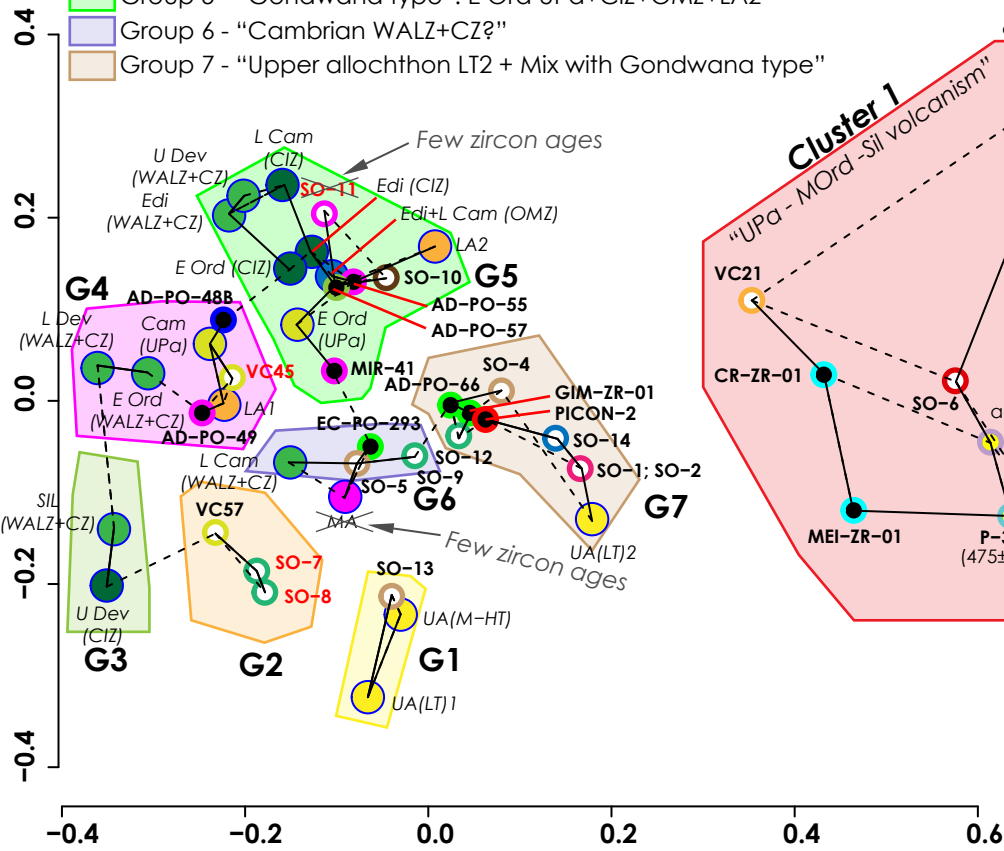 Group 6 - “Cambrian WALZ+CZ?”
Group 7 - “Upper allochthon LT2 + Mix with Gondwana type”
0.4
0.2
0.0
−0.2
−0.4
Cluster 1
“UPa - MOrd -Sil volcanism”
Few zircon ages
L Cam
(CIZ)
U Dev
(WALZ+CZ)
Edi
(WALZ+CZ)
SO−11
Edi (CIZ)
Edi+L Cam (OMZ)
LA2
E Ord (CIZ)
SO-10
G5
AD-PO-55
AD-PO-57
E Ord
(UPa)
MIR-41
G4
AD-PO-48B
L Dev
(WALZ+CZ)
Cam
(UPa)
VC45
E Ord
(WALZ+CZ)
LA1
AD-PO-49
VC21
CR-ZR-01
SO-6
MEI-ZR-01
P-3
(475±
a
AD-PO-66
SO-4
GIM-ZR-01
PICON-2
SO-14
SO-12
SO-1; SO-2
G7
UA(LT)2
EC-PO-293
L Cam
(WALZ+CZ)
SO-9
SO-5
G6
MA
Few zircon ages
SIL
(WALZ+CZ)
U Dev
(CIZ)
G3
VC57
SO-7
SO-8
G2
SO-13
UA(M−HT)
G1
UA(LT)1
−0.4
−0.2
0.0
0.2
0.4
0.6